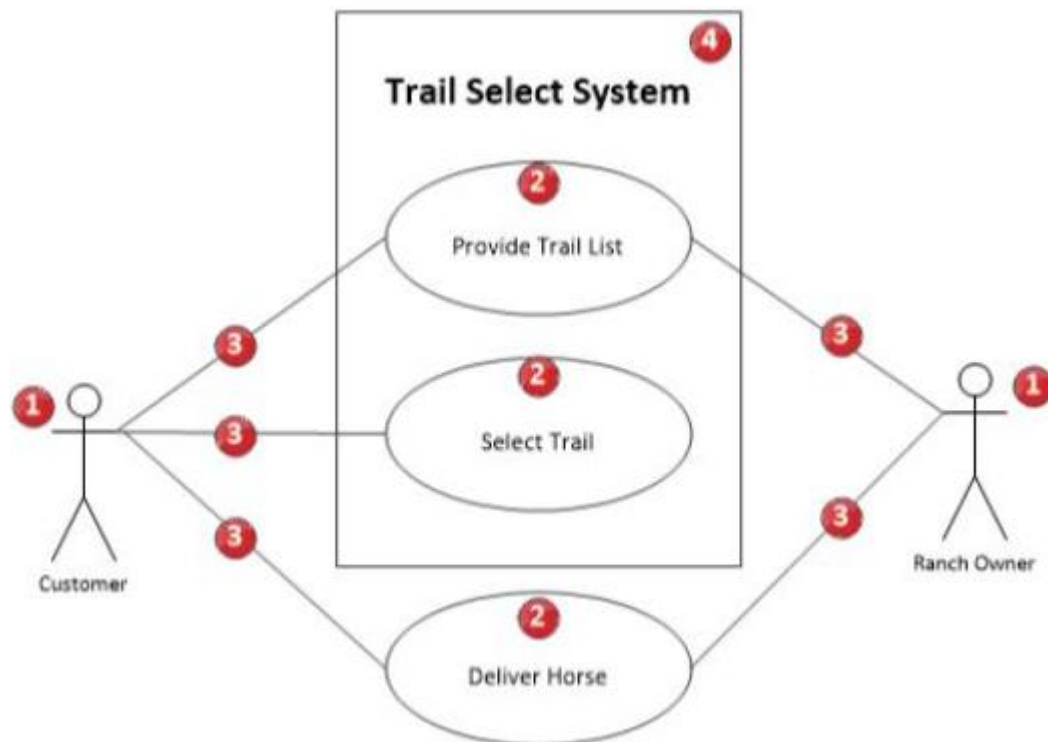 4
Trail Select System
2
Provide Trail List
3
3
2
1
1
3
Select Trail
3
3
Customer
Ranch Owner
2
Deliver Horse